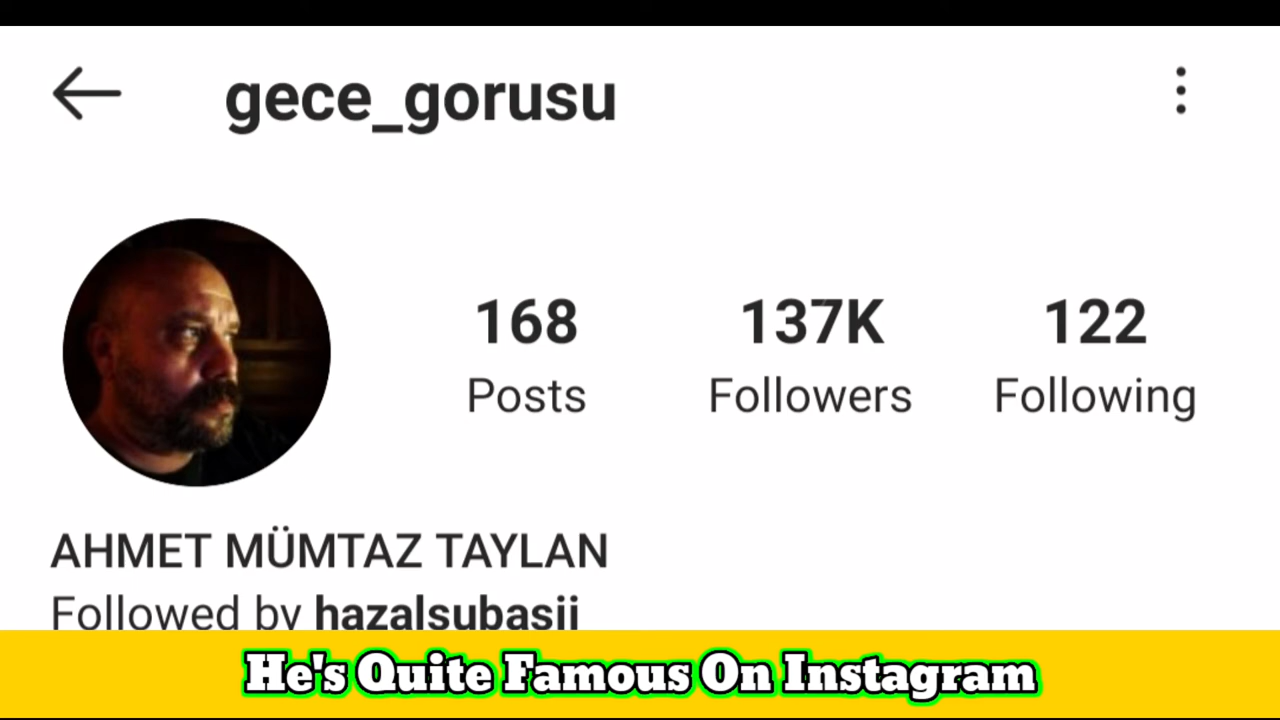 gece_gorusu
168 137K 122
Posts Followers Following
AHMET MÜMTAZ TAYLAN
Followed by hazalsubasii
He's Quite Famous On Instagram